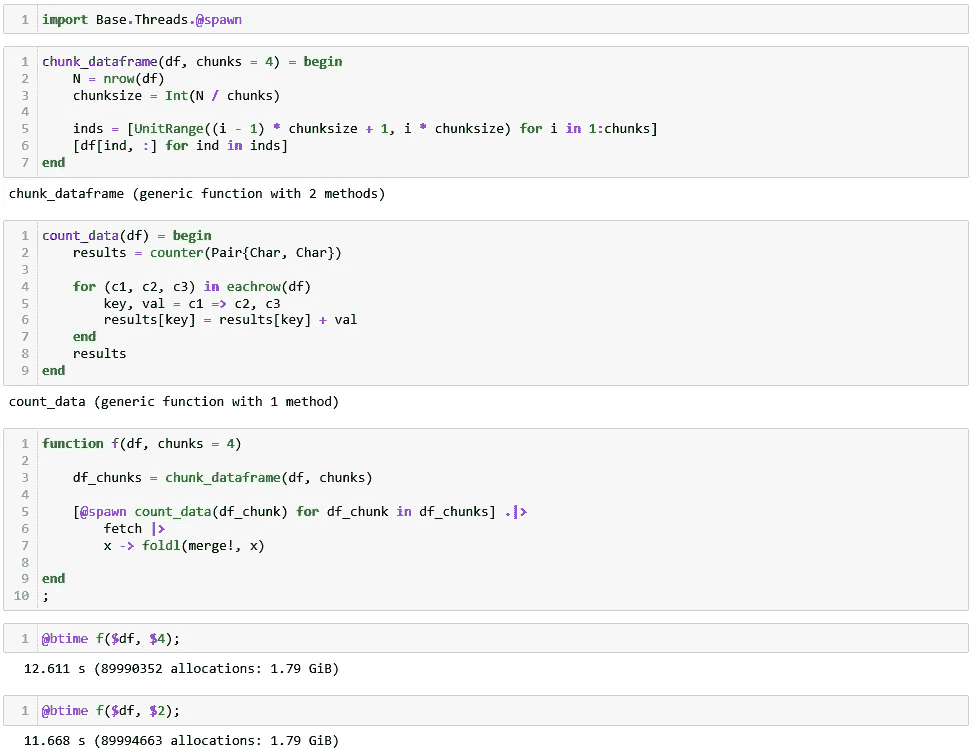 1 import Base.Threads.@spawn
1 chunk_dataframe(df, chunks = 4) = begin
2     N = nrow(df)
3     chunksize = Int(N / chunks)
4
5     inds = [UnitRange((i - 1) * chunksize + 1, i * chunksize) for i in 1:chunks]
6     [df[ind, :] for ind in inds]
7 end
chunk_dataframe (generic function with 2 methods)
1 count_data(df) = begin
2     results = counter(Pair{Char, Char})
3
4     for (c1, c2, c3) in eachrow(df)
5         key, val = c1 => c2, c3
6         results[key] = results[key] + val
7     end
8     results
9 end
count_data (generic function with 1 method)
1 function f(df, chunks = 4)
2
3     df_chunks = chunk_dataframe(df, chunks)
4
5     [@spawn count_data(df_chunk) for df_chunk in df_chunks] .|>
6         fetch |>
7         x -> foldl(merge!, x)
8
9 end
10 ;
1 @btime f($df, $4);
12.611 s (89990352 allocations: 1.79 GiB)
1 @btime f($df, $2);
11.668 s (89994663 allocations: 1.79 GiB)